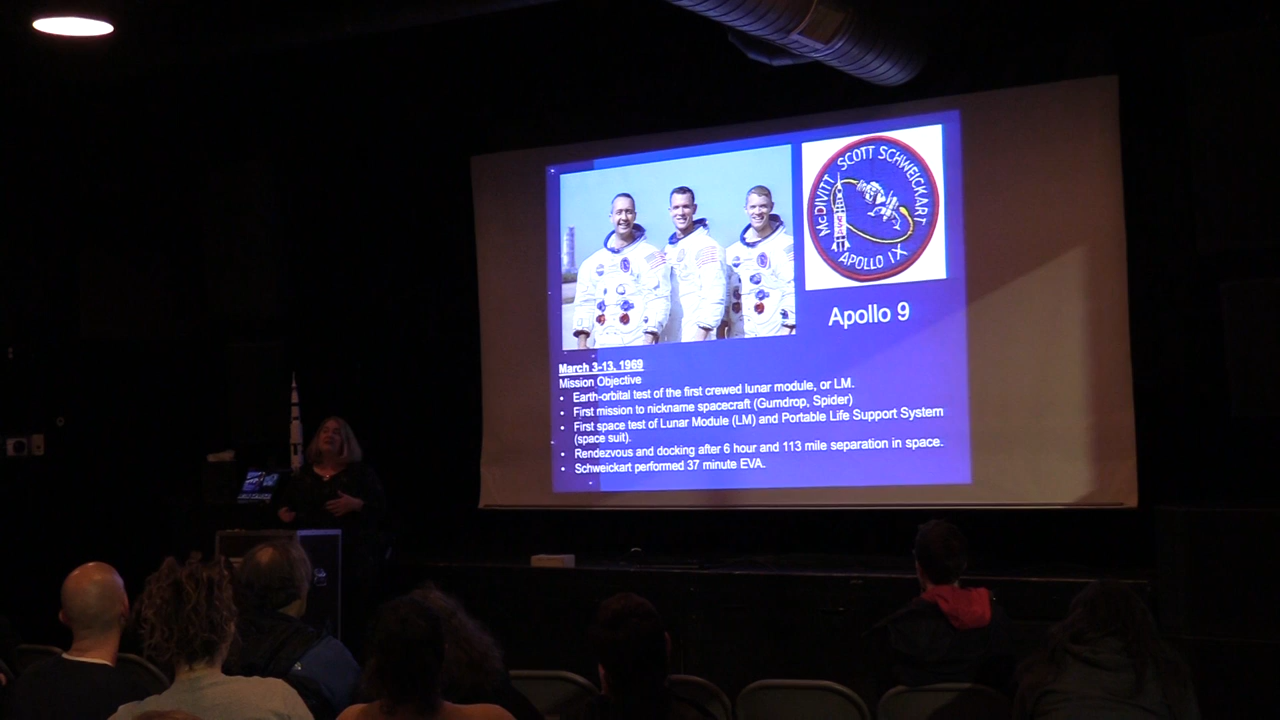 McDIVITT SCOTT SCHWEICKART
APOLLO IX
Apollo 9
March 3-13, 1969
Mission Objective
• Earth-orbital test of the first crewed lunar module, or LM.
• First mission to nickname spacecraft (Gumdrop, Spider)
• First space test of Lunar Module (LM) and Portable Life Support System
(space suit).
• Rendezvous and docking after 6 hour and 113 mile separation in space.
• Schweickart performed 37 minute EVA.